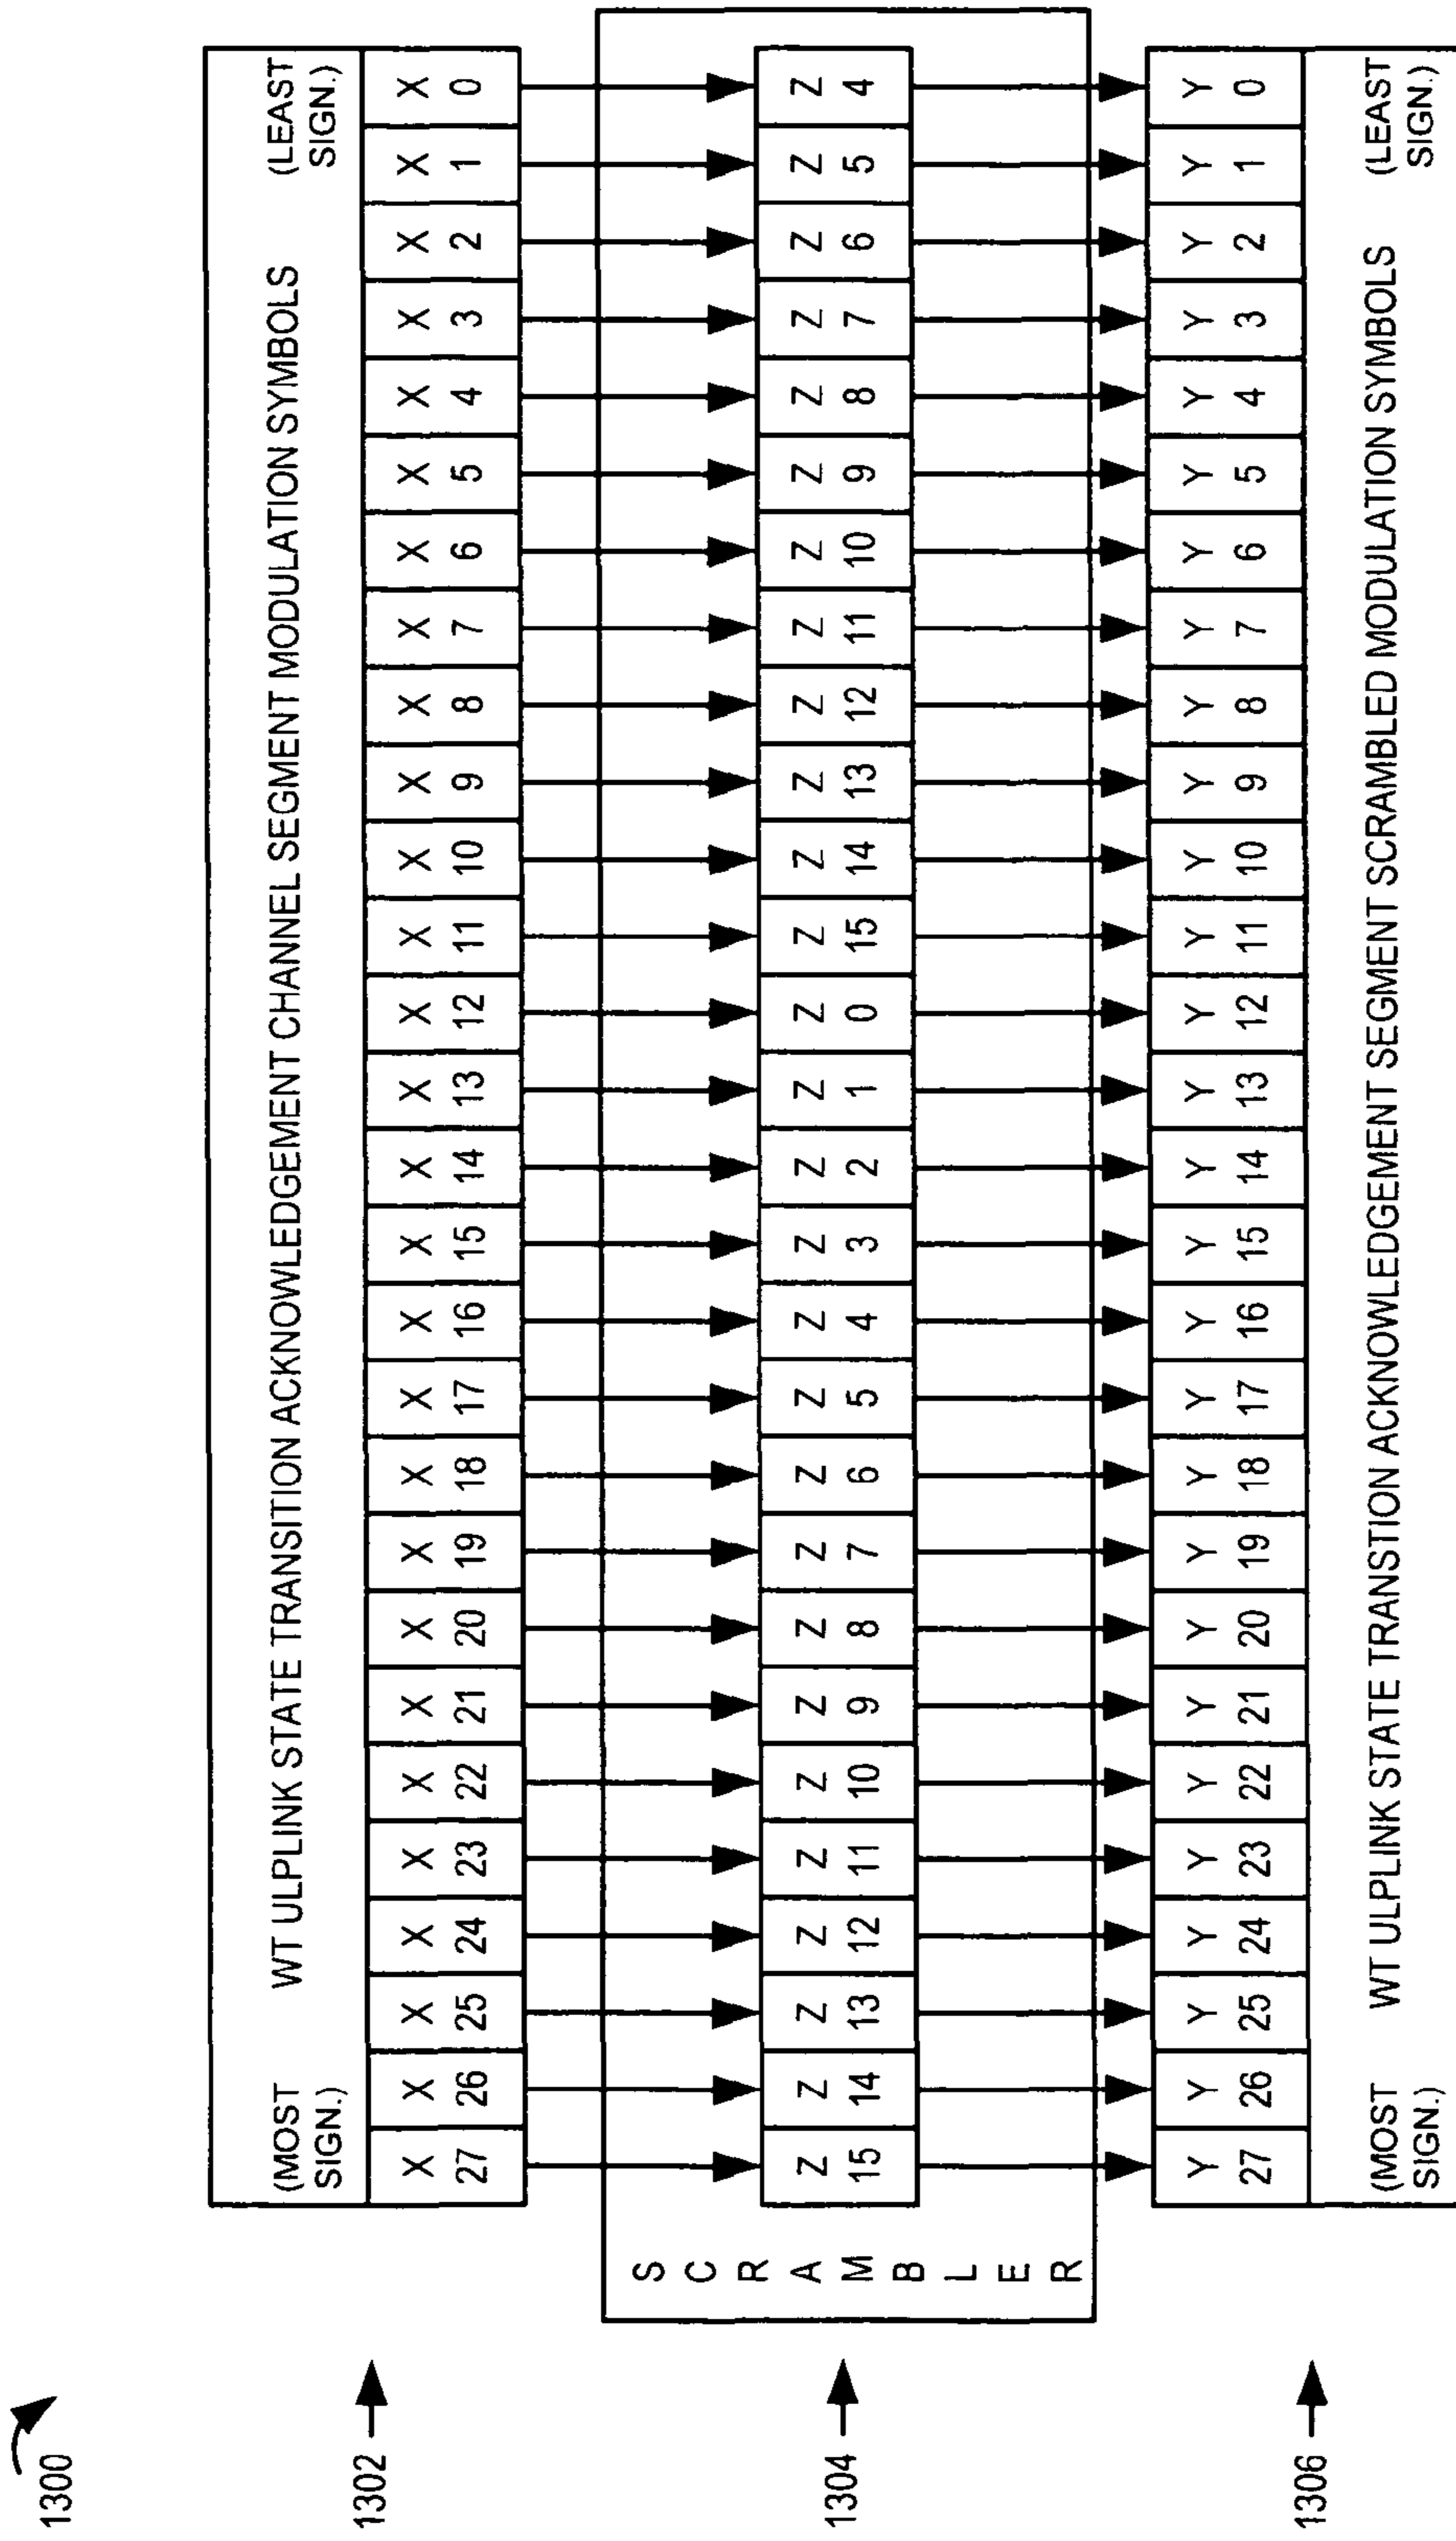 1300
1302
(MOST SIGN.) WT ULPLINK STATE TRANSITION ACKNOWLEDGEMENT CHANNEL SEGMENT MODULATION SYMBOLS (LEAST SIGN.)
X 27 X 26 X 25 X 24 X 23 X 22 X 21 X 20 X 19 X 18 X 17 X 16 X 15 X 14 X 13 X 12 X 11 X 10 X 9 X 8 X 7 X 6 X 5 X 4 X 3 X 2 X 1 X 0
1304
SCRAMBLER
Z 15 Z 14 Z 13 Z 12 Z 11 Z 10 Z 9 Z 8 Z 7 Z 6 Z 5 Z 4 Z 3 Z 2 Z 1 Z 0 Z 15 Z 14 Z 13 Z 12 Z 11 Z 10 Z 9 Z 8 Z 7 Z 6 Z 5 Z 4
1306
Y 27 Y 26 Y 25 Y 24 Y 23 Y 22 Y 21 Y 20 Y 19 Y 18 Y 17 Y 16 Y 15 Y 14 Y 13 Y 12 Y 11 Y 10 Y 9 Y 8 Y 7 Y 6 Y 5 Y 4 Y 3 Y 2 Y 1 Y 0
(MOST SIGN.) WT ULPLINK STATE TRANSTION ACKNOWLEDGEMENT SEGMENT SCRAMBLED MODULATION SYMBOLS (LEAST SIGN.)